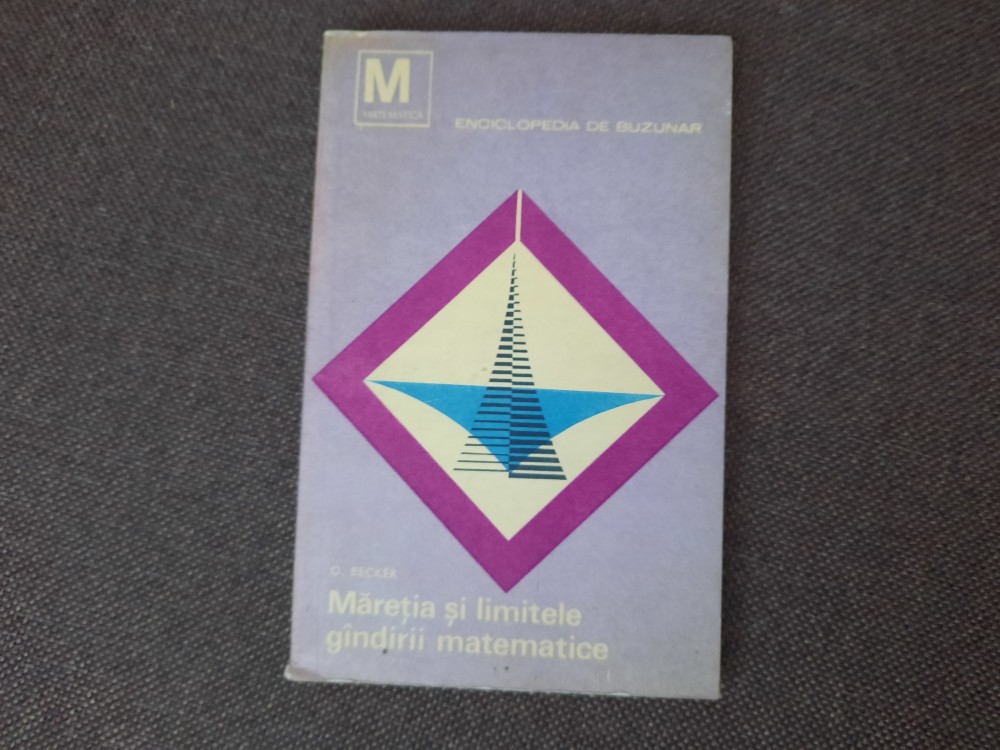 M
MATEMATICĂ
ENCICLOPEDIA DE BUZUNAR
O. BECKER
Măreția și limitele
gîndirii matematice